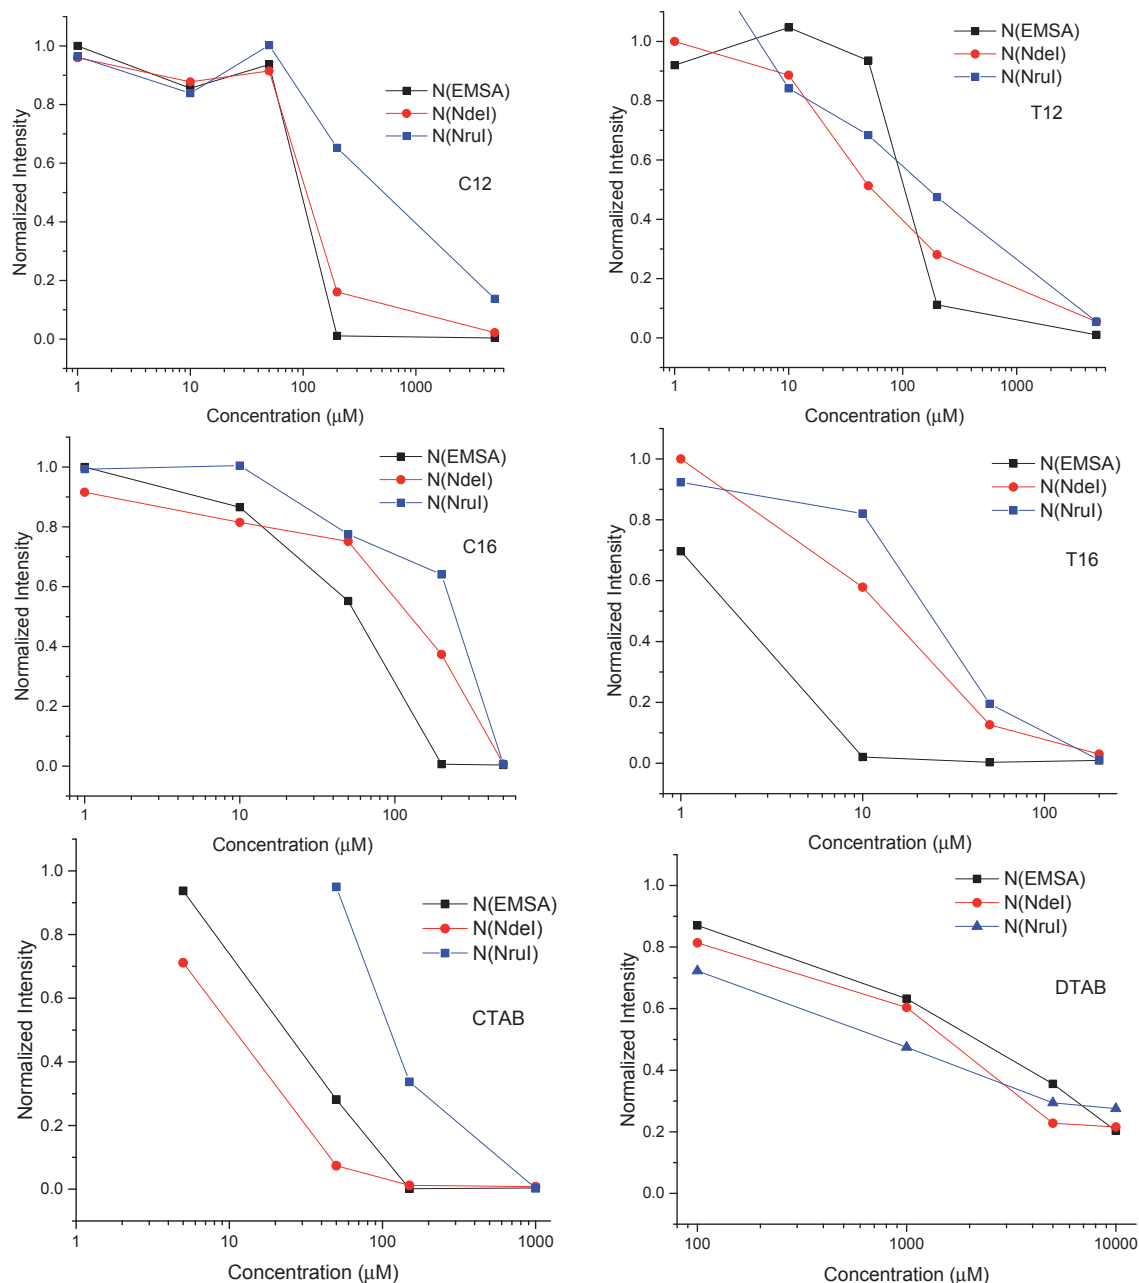 1.0
0.8
0.6
0.4
0.2
0.0
Normalized Intensity
N(EMSA)
N(NdeI)
N(NruI)
C12
1 10 100 1000
Concentration (μM)
1.0
0.8
0.6
0.4
0.2
0.0
Normalized Intensity
N(EMSA)
N(NdeI)
N(NruI)
T12
1 10 100 1000
Concentration (μM)
1.0
0.8
0.6
0.4
0.2
0.0
Normalized Intensity
N(EMSA)
N(NdeI)
N(NruI)
C16
1 10 100
Concentration (μM)
1.0
0.8
0.6
0.4
0.2
0.0
Normalized Intensity
N(EMSA)
N(NdeI)
N(NruI)
T16
1 10 100
Concentration (μM)
1.0
0.8
0.6
0.4
0.2
0.0
Normalized Intensity
N(EMSA)
N(NdeI)
N(NruI)
CTAB
1 10 100 1000
Concentration (μM)
1.0
0.8
0.6
0.4
0.2
0.0
Normalized Intensity
N(EMSA)
N(NdeI)
N(NruI)
DTAB
100 1000 10000
Concentration (μM)